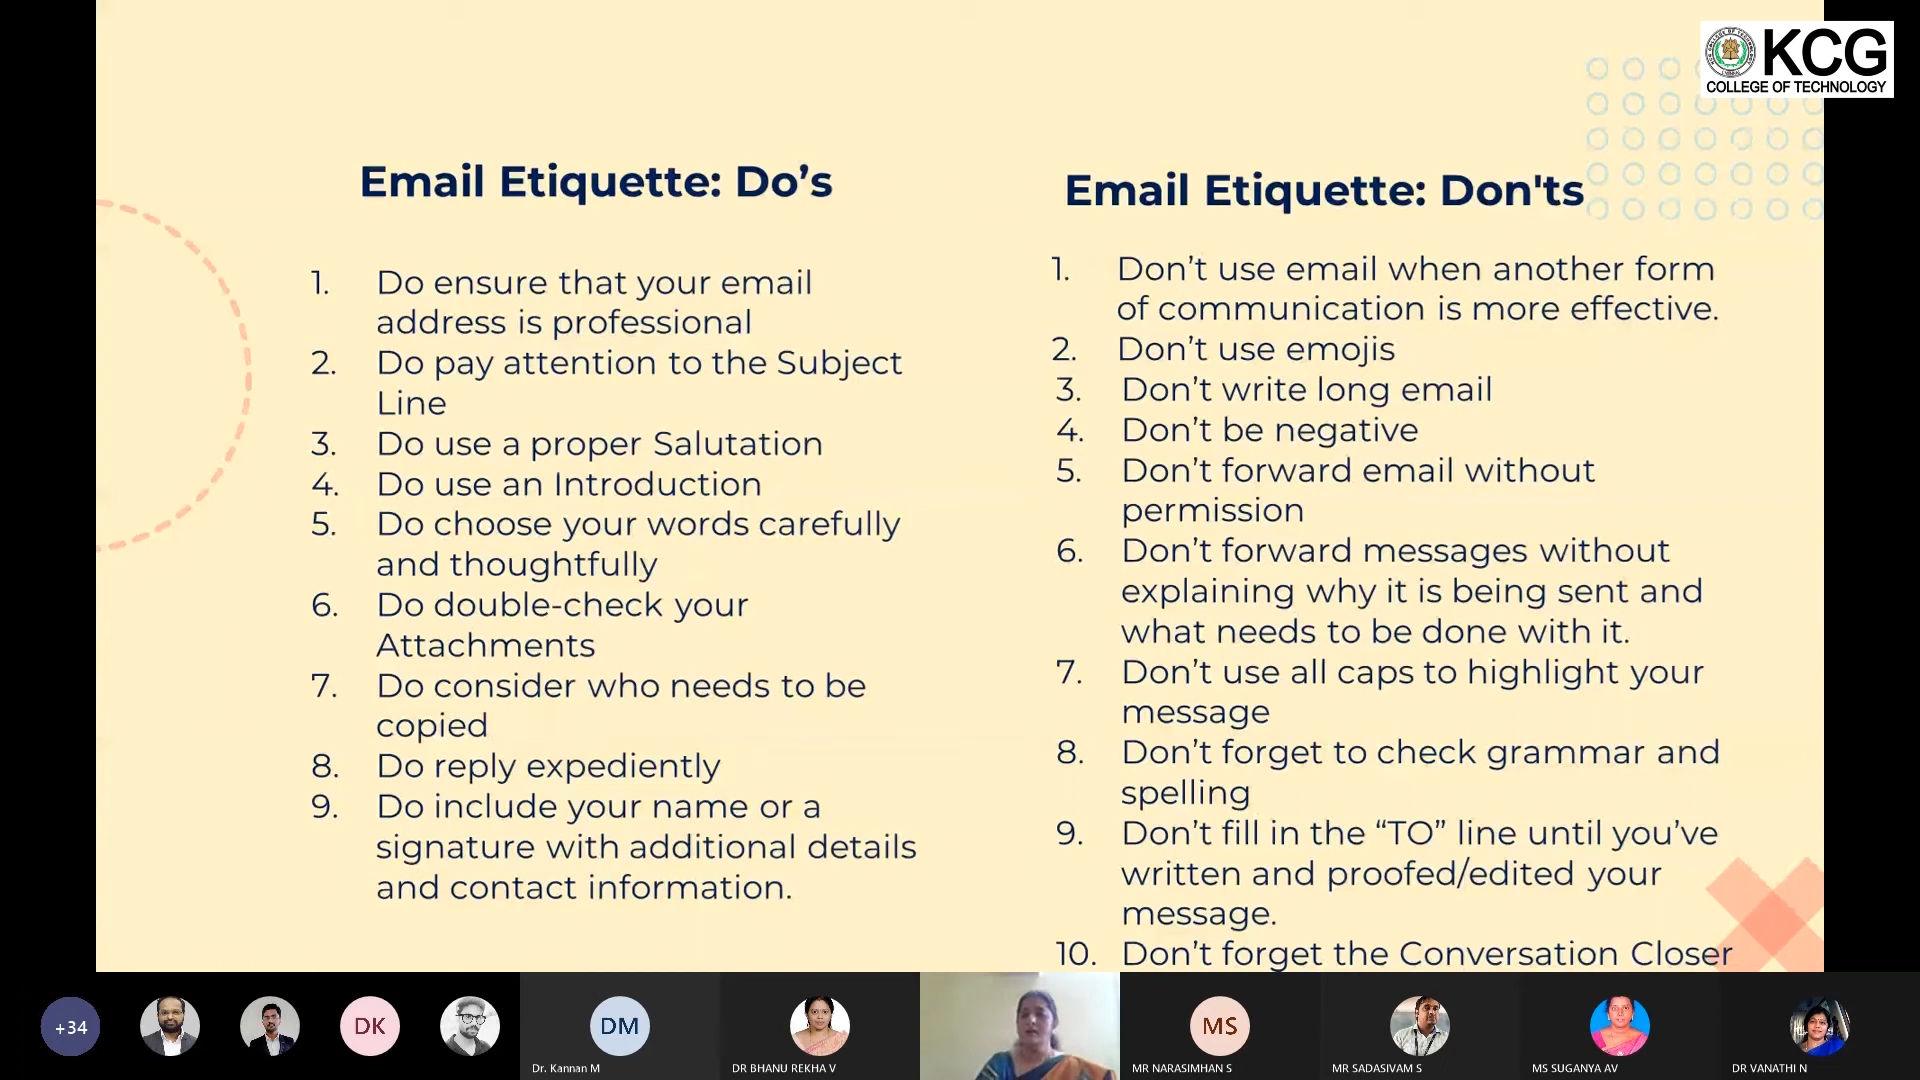 KCG
COLLEGE OF TECHNOLOGY
Email Etiquette: Do’s
1. Do ensure that your email
address is professional
2. Do pay attention to the Subject
Line
3. Do use a proper Salutation
4. Do use an Introduction
5. Do choose your words carefully
and thoughtfully
6. Do double-check your
Attachments
7. Do consider who needs to be
copied
8. Do reply expediently
9. Do include your name or a
signature with additional details
and contact information.
Email Etiquette: Don'ts
1. Don’t use email when another form
of communication is more effective.
2. Don’t use emojis
3. Don’t write long email
4. Don’t be negative
5. Don’t forward email without
permission
6. Don’t forward messages without
explaining why it is being sent and
what needs to be done with it.
7. Don’t use all caps to highlight your
message
8. Don’t forget to check grammar and
spelling
9. Don’t fill in the “TO” line until you’ve
written and proofed/edited your
message.
10. Don’t forget the Conversation Closer
+34
DK
DM
Dr. Kannan M
DR BHANU REKHA V
MS
MR NARASIMHAN S
MR SADASIVAM S
MS SUGANYA AV
DR VANATHI N